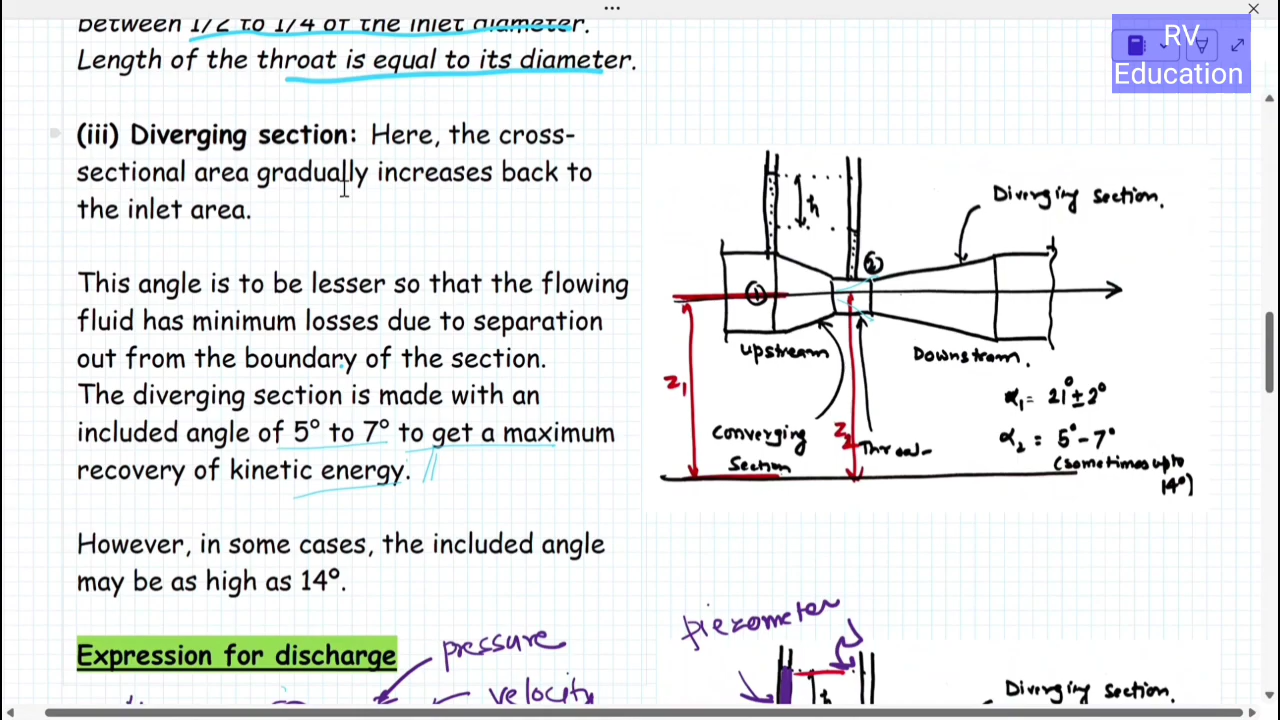 between 1/2 to 1/4 of the inlet diameter.
Length of the throat is equal to its diameter.
RV
Education
(iii) Diverging section: Here, the cross-
sectional area gradually increases back to
the inlet area.
This angle is to be lesser so that the flowing
fluid has minimum losses due to separation
out from the boundary of the section.
The diverging section is made with an
included angle of 5° to 7° to get a maximum
recovery of kinetic energy.
However, in some cases, the included angle
may be as high as 14°.
Expression for discharge
pressure
velocity
h
Diverging section.
①
②
Upstream
Downstram.
Z1
Z2
Converging
Section
Throat
α1 = 21° ± 2°
α2 = 5° - 7°
(sometimes upto
14°)
piezometer
h
Diverging section.